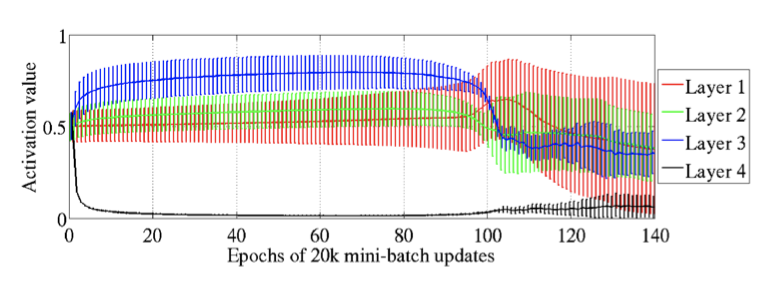 1
0.5
0
Activation value
0 20 40 60 80 100 120 140
Epochs of 20k mini-batch updates
Layer 1
Layer 2
Layer 3
Layer 4